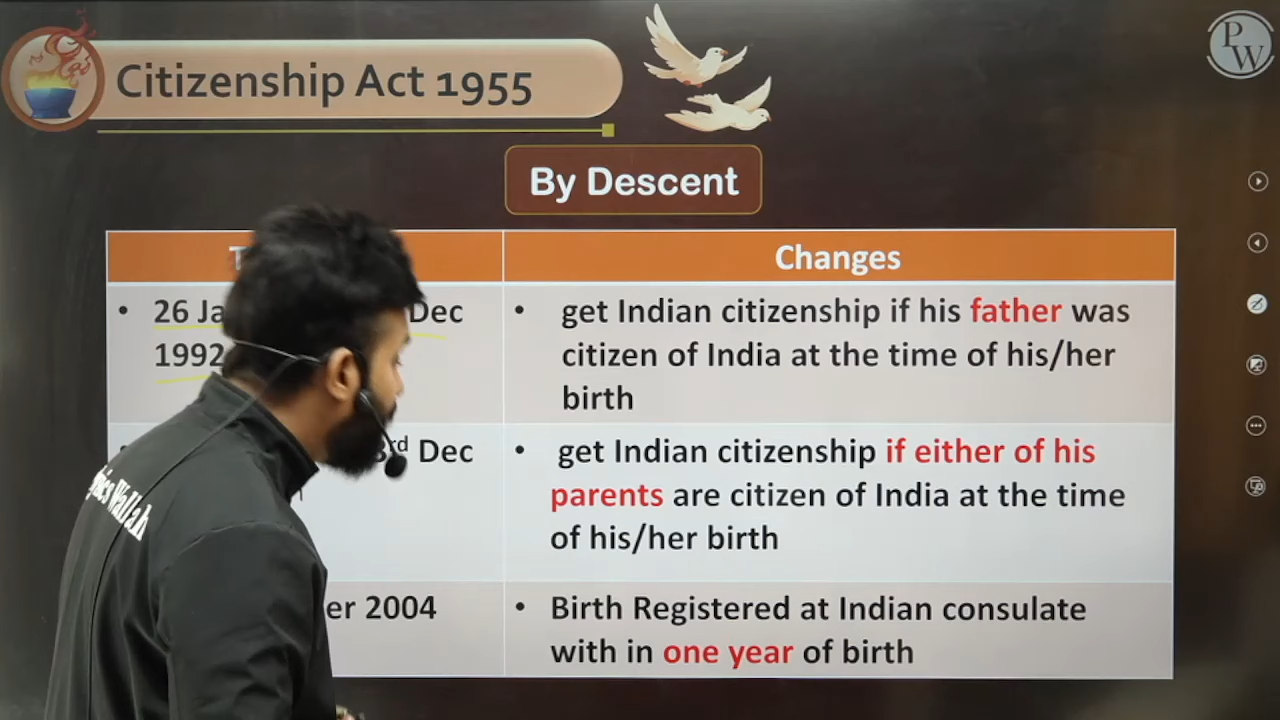 Citizenship Act 1955
P
W
By Descent
Changes
26 Ja Dec
1992
get Indian citizenship if his father was
citizen of India at the time of his/her
birth
rd Dec
get Indian citizenship if either of his
parents are citizen of India at the time
of his/her birth
er 2004
Birth Registered at Indian consulate
with in one year of birth
Wallah